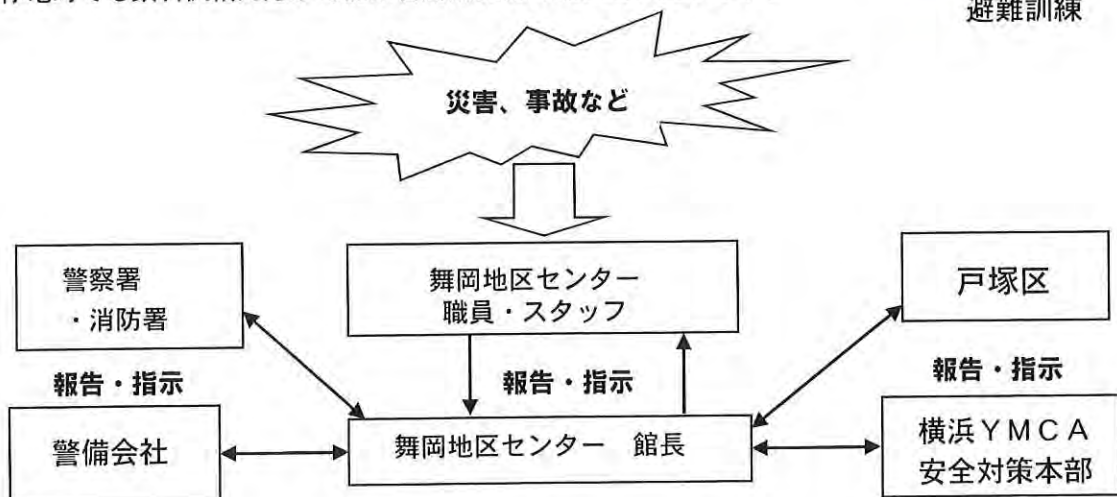 避難訓練
災害、事故など
警察署
・消防署
舞岡地区センター
職員・スタッフ
戸塚区
報告・指示
報告・指示
報告・指示
警備会社
舞岡地区センター　館長
横浜ＹＭＣＡ
安全対策本部